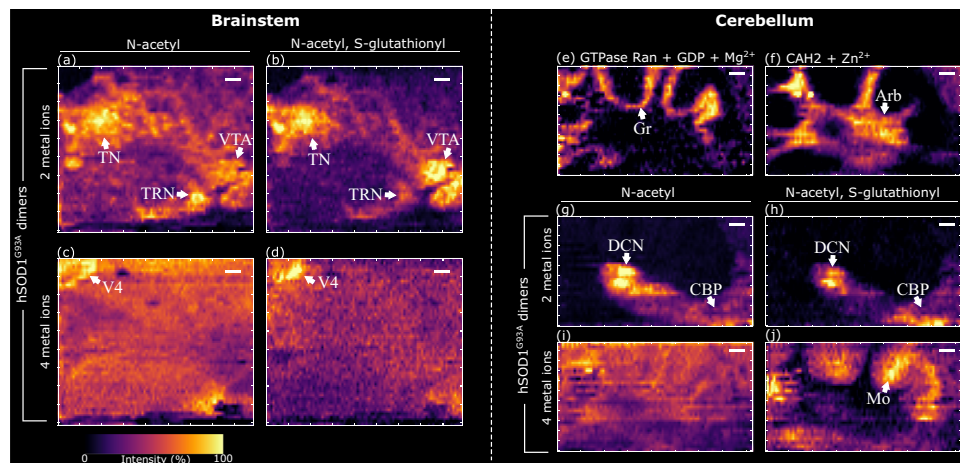 Brainstem
Cerebellum
N-acetyl
N-acetyl, S-glutathionyl
(a)
(b)
(e) GTPase Ran + GDP + Mg²⁺
(f) CAH2 + Zn²⁺
TN
VTA
TRN
TN
VTA
TRN
Gr
Arb
hSOD1ᴳ⁹³ᴬ dimers
2 metal ions
4 metal ions
(c)
(d)
V4
V4
N-acetyl
N-acetyl, S-glutathionyl
(g)
(h)
DCN
CBP
DCN
CBP
hSOD1ᴳ⁹³ᴬ dimers
2 metal ions
4 metal ions
(i)
(j)
Mo
0
Intensity (%)
100